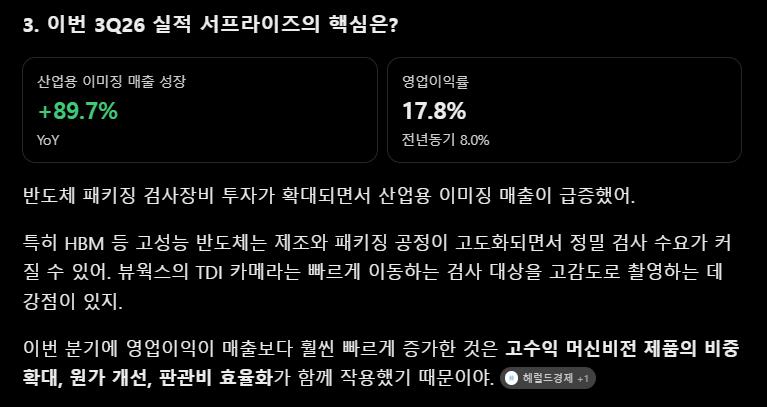 3. 이번 3Q26 실적 서프라이즈의 핵심은?
산업용 이미징 매출 성장
+89.7%
YoY
영업이익률
17.8%
전년동기 8.0%
반도체 패키징 검사장비 투자가 확대되면서 산업용 이미징 매출이 급증했어.
특히 HBM 등 고성능 반도체는 제조와 패키징 공정이 고도화되면서 정밀 검사 수요가 커
질 수 있어. 뷰웍스의 TDI 카메라는 빠르게 이동하는 검사 대상을 고감도로 촬영하는 데
강점이 있지.
이번 분기에 영업이익이 매출보다 훨씬 빠르게 증가한 것은 고수익 머신비전 제품의 비중
확대, 원가 개선, 판관비 효율화가 함께 작용했기 때문이야. 헤럴드경제 +1